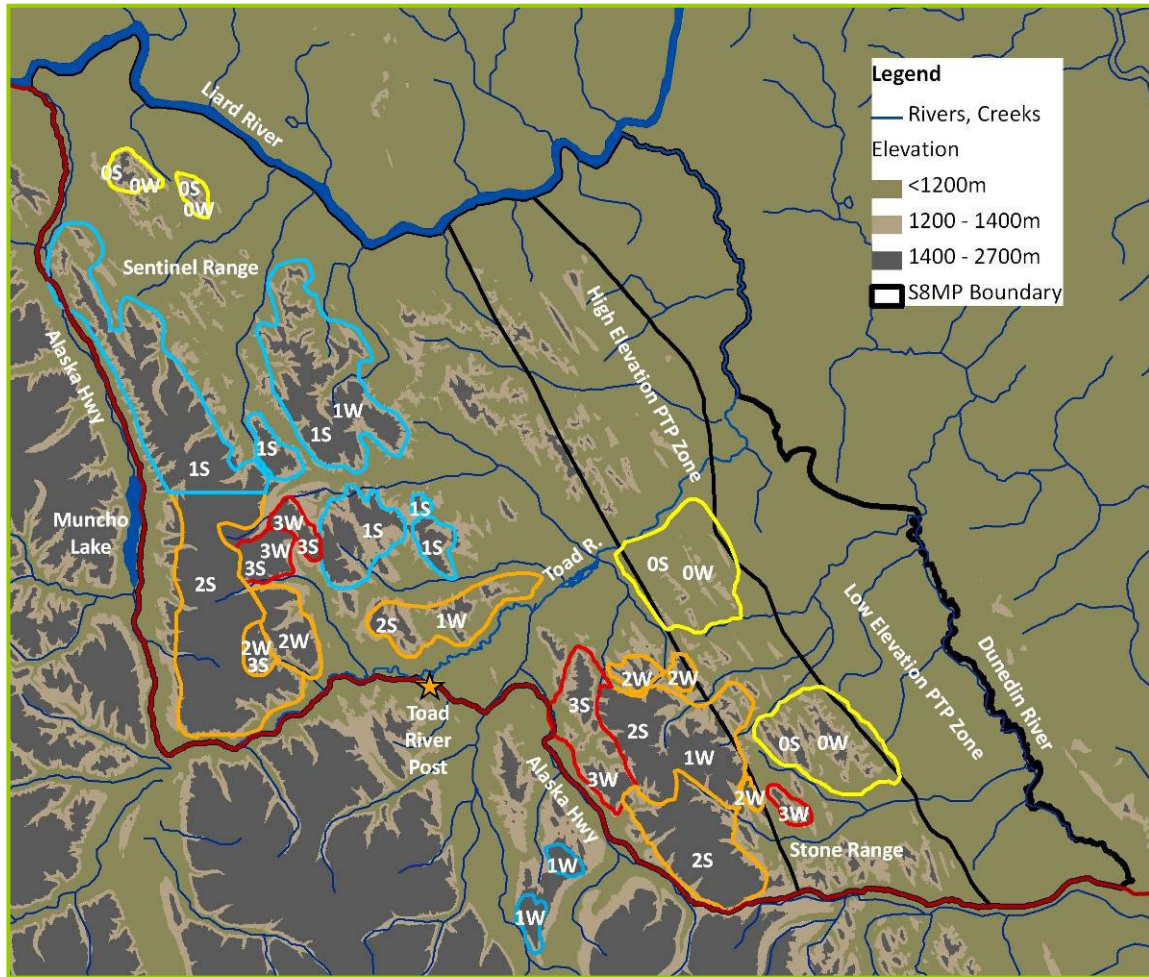 Legend
Rivers, Creeks
Elevation
<1200m
1200 - 1400m
1400 - 2700m
S8MP Boundary
Liard River
0S
0W
0S
0W
Sentinel Range
Alaska Hwy
High Elevation PTP Zone
1W
1S
1S
1S
Muncho
Lake
3W
3W
3S
3S
1S
1S
1S
2S
Toad R.
0S
0W
2S
1W
2W
2W
3S
Low Elevation PTP Zone
Dunedin River
Toad
River
Post
3S
2W
2W
2S
1W
0S
0W
3W
2W
3W
Alaska Hwy
2S
Stone Range
1W
1W